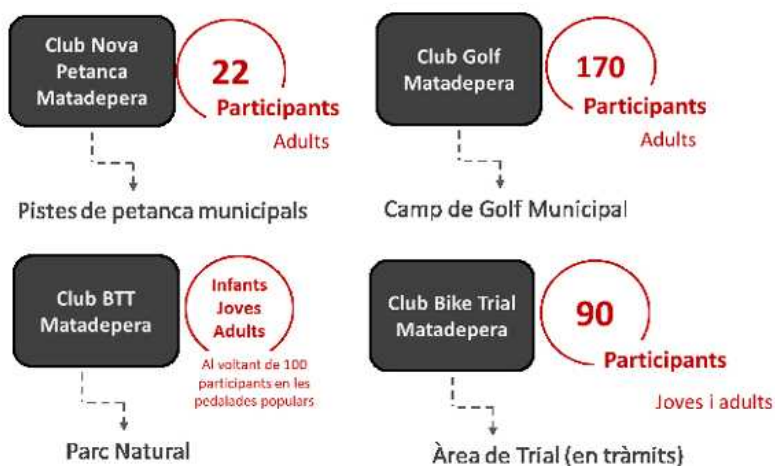 Club Nova
Petanca
Matadepera
22
Participants
Adults
Pistes de petanca municipals
Club Golf
Matadepera
170
Participants
Adults
Camp de Golf Municipal
Club BTT
Matadepera
Infants
Joves
Adults
Al voltant de 100
participants en les
pedalades populars
Parc Natural
Club Bike Trial
Matadepera
90
Participants
Joves i adults
Àrea de Trial (en tràmits)